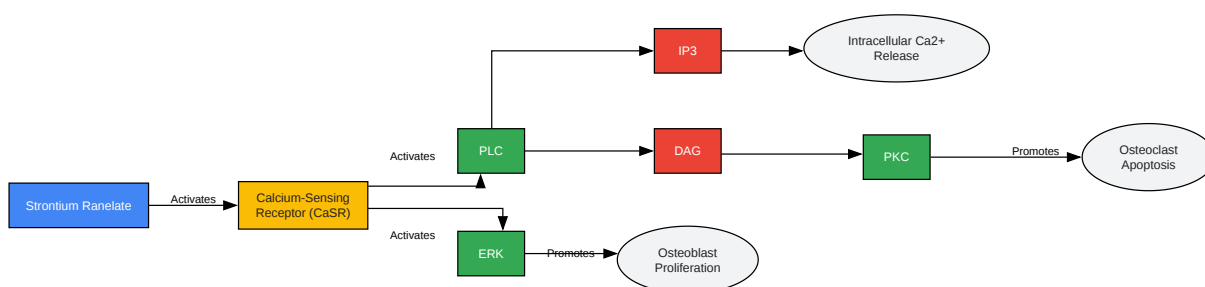 IP3
Intracellular Ca2+
Release
Activates
PLC
DAG
PKC
Promotes
Osteoclast
Apoptosis
Strontium Ranelate
Activates
Calcium-Sensing
Receptor (CaSR)
Activates
ERK
Promotes
Osteoblast
Proliferation